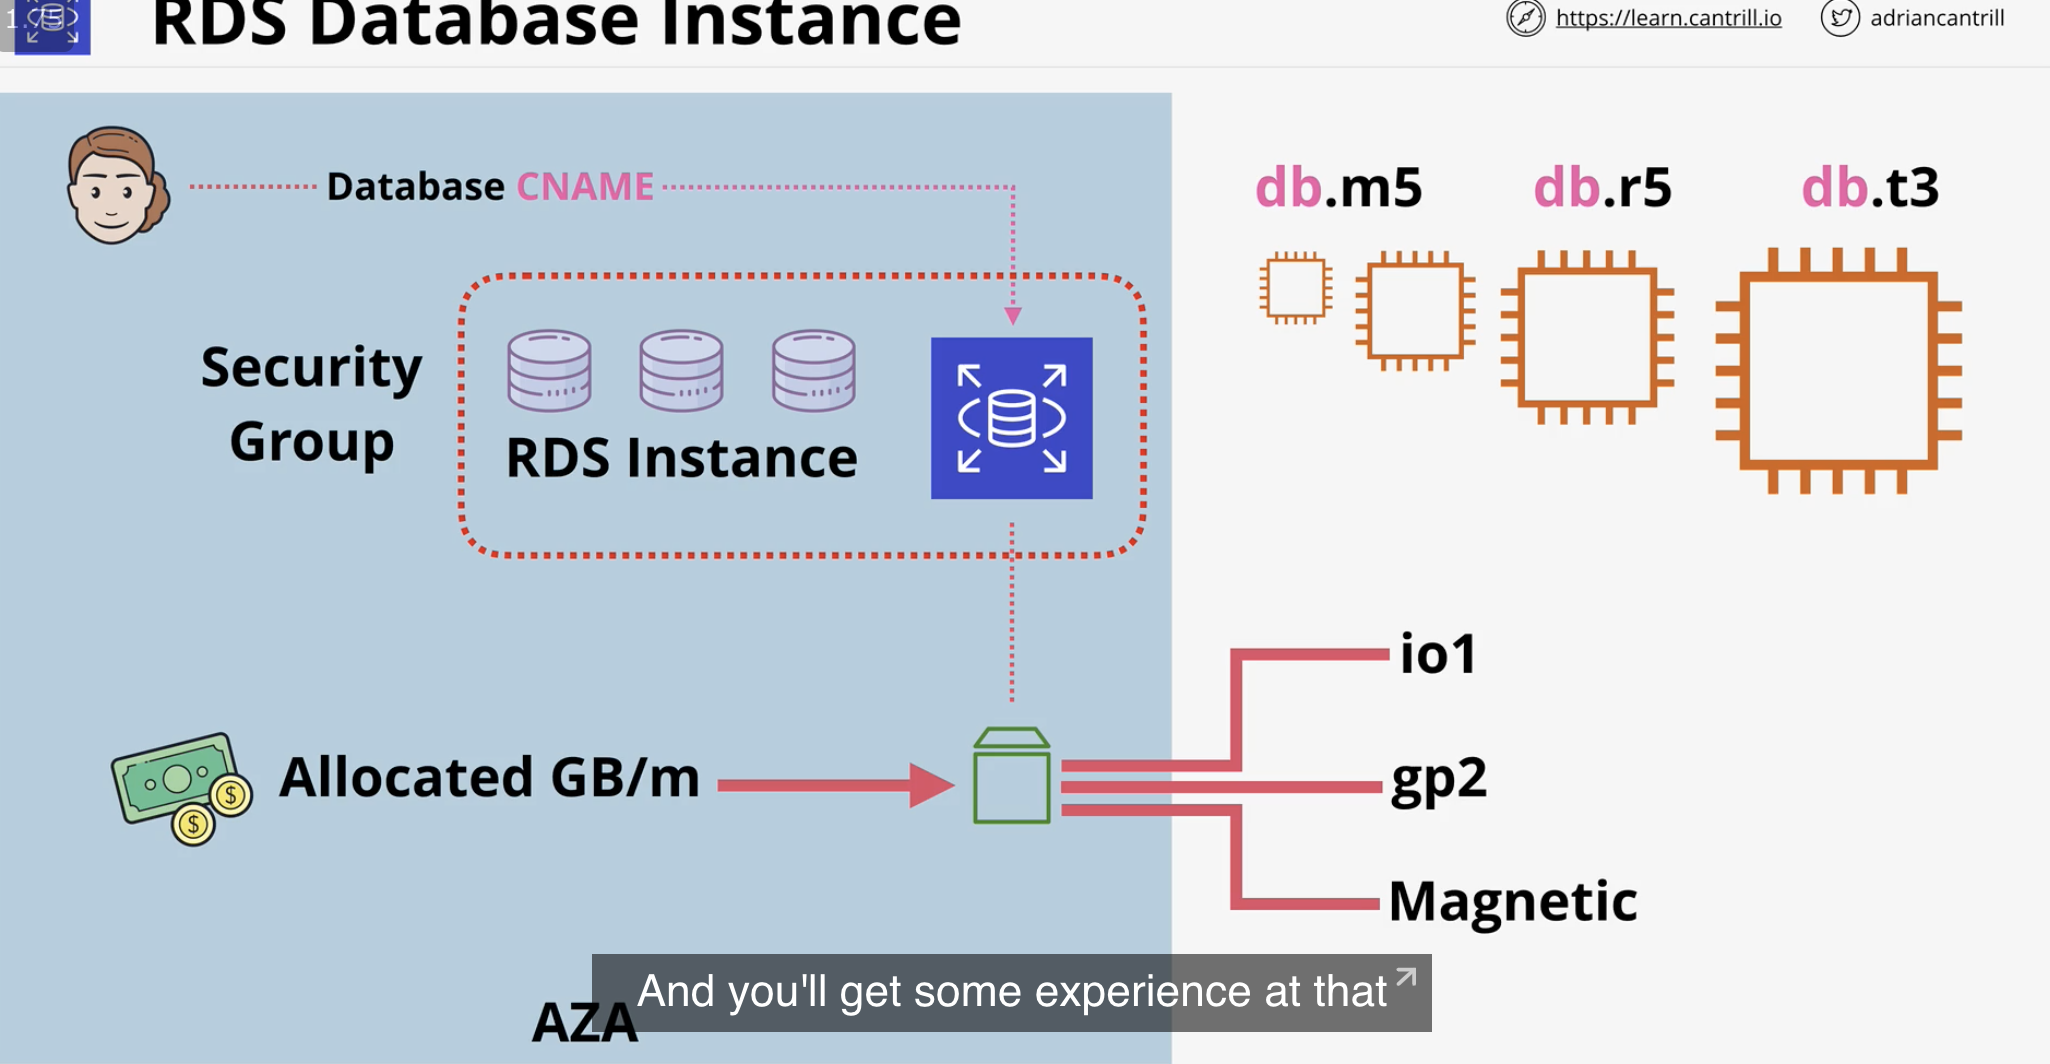 RDS Database Instance
https://learn.cantrill.io
adriancantrill
Database CNAME
db.m5
db.r5
db.t3
Security
Group
RDS Instance
io1
Allocated GB/m
gp2
$
$
Magnetic
And you'll get some experience at that
AZA